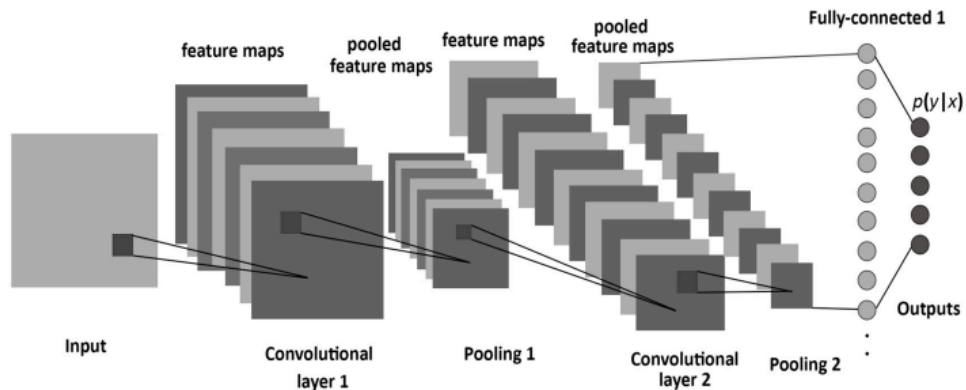 Fully-connected 1
feature maps
pooled
feature maps
feature maps
pooled
feature maps
p(y|x)
Outputs
Input
Convolutional
layer 1
Pooling 1
Convolutional
layer 2
Pooling 2